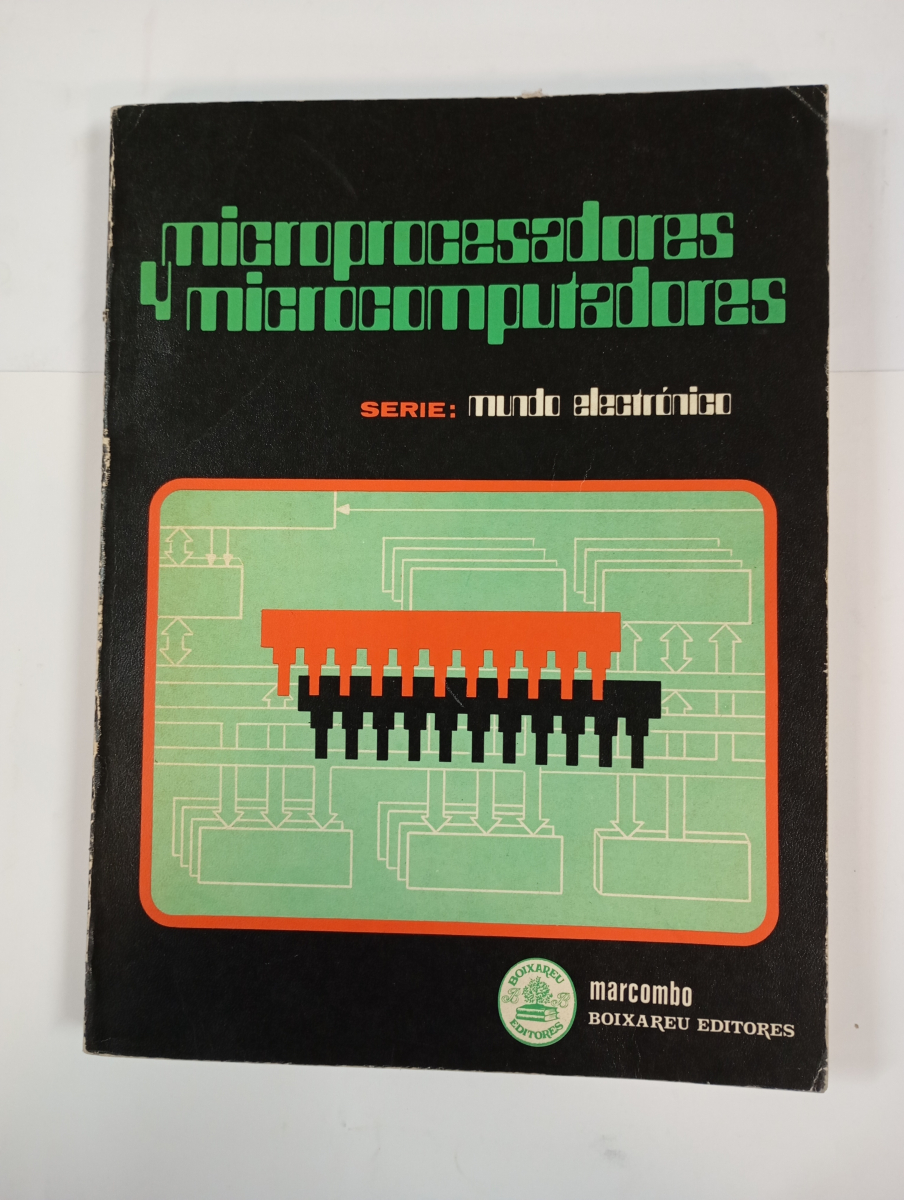 microprocesadores
y microcomputadores
SERIE: mundo electrónico
BOIXAREU
EDITORES
marcombo
BOIXAREU EDITORES